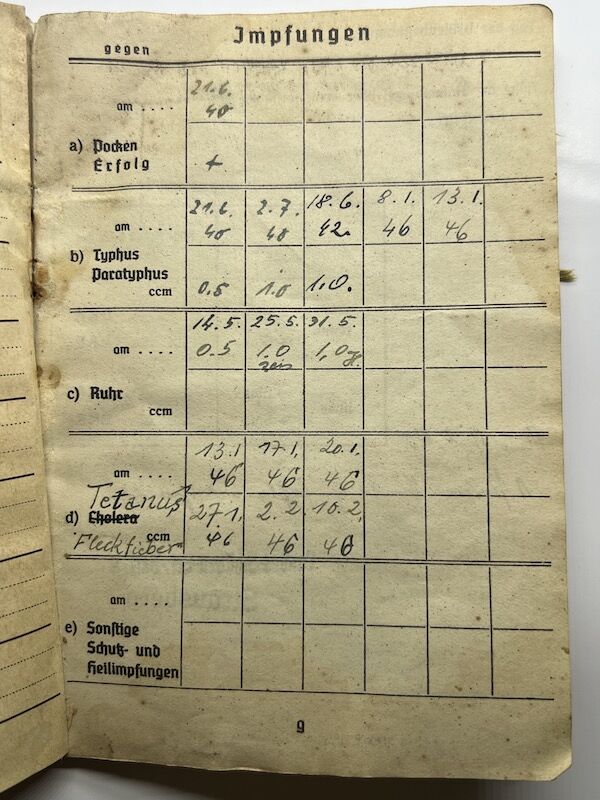 Impfungen
gegen
21.6.
am .... 40
a) Pocken
Erfolg +
21.6. 2.7. 18.6. 8.1. 13.1.
am .... 40 40 42. 46 46
b) Typhus
Paratyphus
ccm 0.5 1.0 1.0.
14.5. 25.5. 31.5.
am .... 0.5 1.0 1,0
c) Ruhr
ccm
13.1 17.1. 20.1.
am .... 46 46 46
Tetanus
d) Cholera 27.1. 2.2. 10.2.
"Fleckfieber" ccm 46 46 46
am ....
e) Sonstige
Schutz- und
Heilimpfungen
9